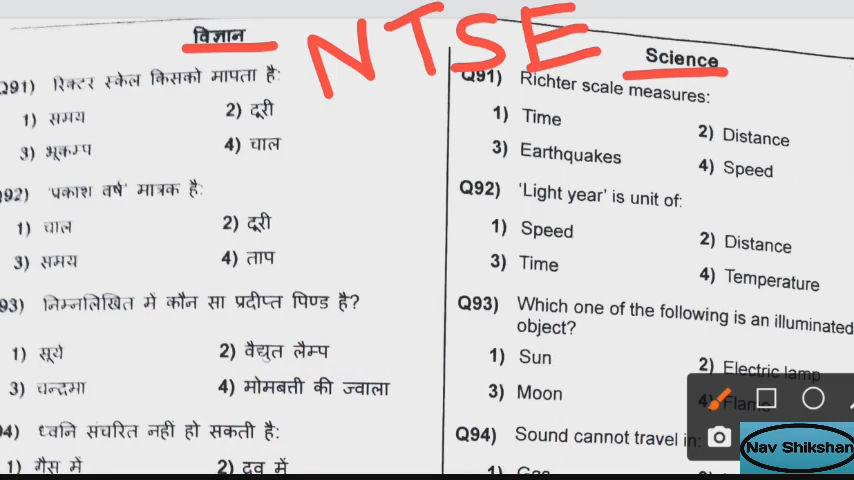 NTSE
विज्ञान
Q91) रिक्टर स्केल किसको मापता है:
1) समय
2) दूरी
3) भूकम्प
4) चाल
Q92) 'प्रकाश वर्ष' मात्रक है:
1) चाल
2) दूरी
3) समय
4) ताप
93) निम्नलिखित में कौन सा प्रदीप्त पिण्ड है?
1) सूर्य
2) वैद्युत लैम्प
3) चन्द्रमा
4) मोमबत्ती की ज्वाला
94) ध्वनि संचरित नहीं हो सकती है:
1) गैस में
2) द्रव में
Science
Q91) Richter scale measures:
1) Time
2) Distance
3) Earthquakes
4) Speed
Q92) 'Light year' is unit of:
1) Speed
2) Distance
3) Time
4) Temperature
Q93) Which one of the following is an illuminated
object?
1) Sun
2) Electric lamp
3) Moon
4) Flame
Q94) Sound cannot travel in:
1) Gas
Nav Shikshan